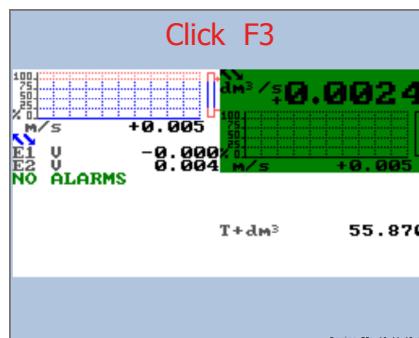 Click F3
100.
75
50
25
% 0.
m/s +0.005
E1 V -0.000
E2 V 0.004
NO ALARMS
dm³/s
+0.0024
100.
75
50
25
% 0.
m/s +0.005
T+dm³ 55.870